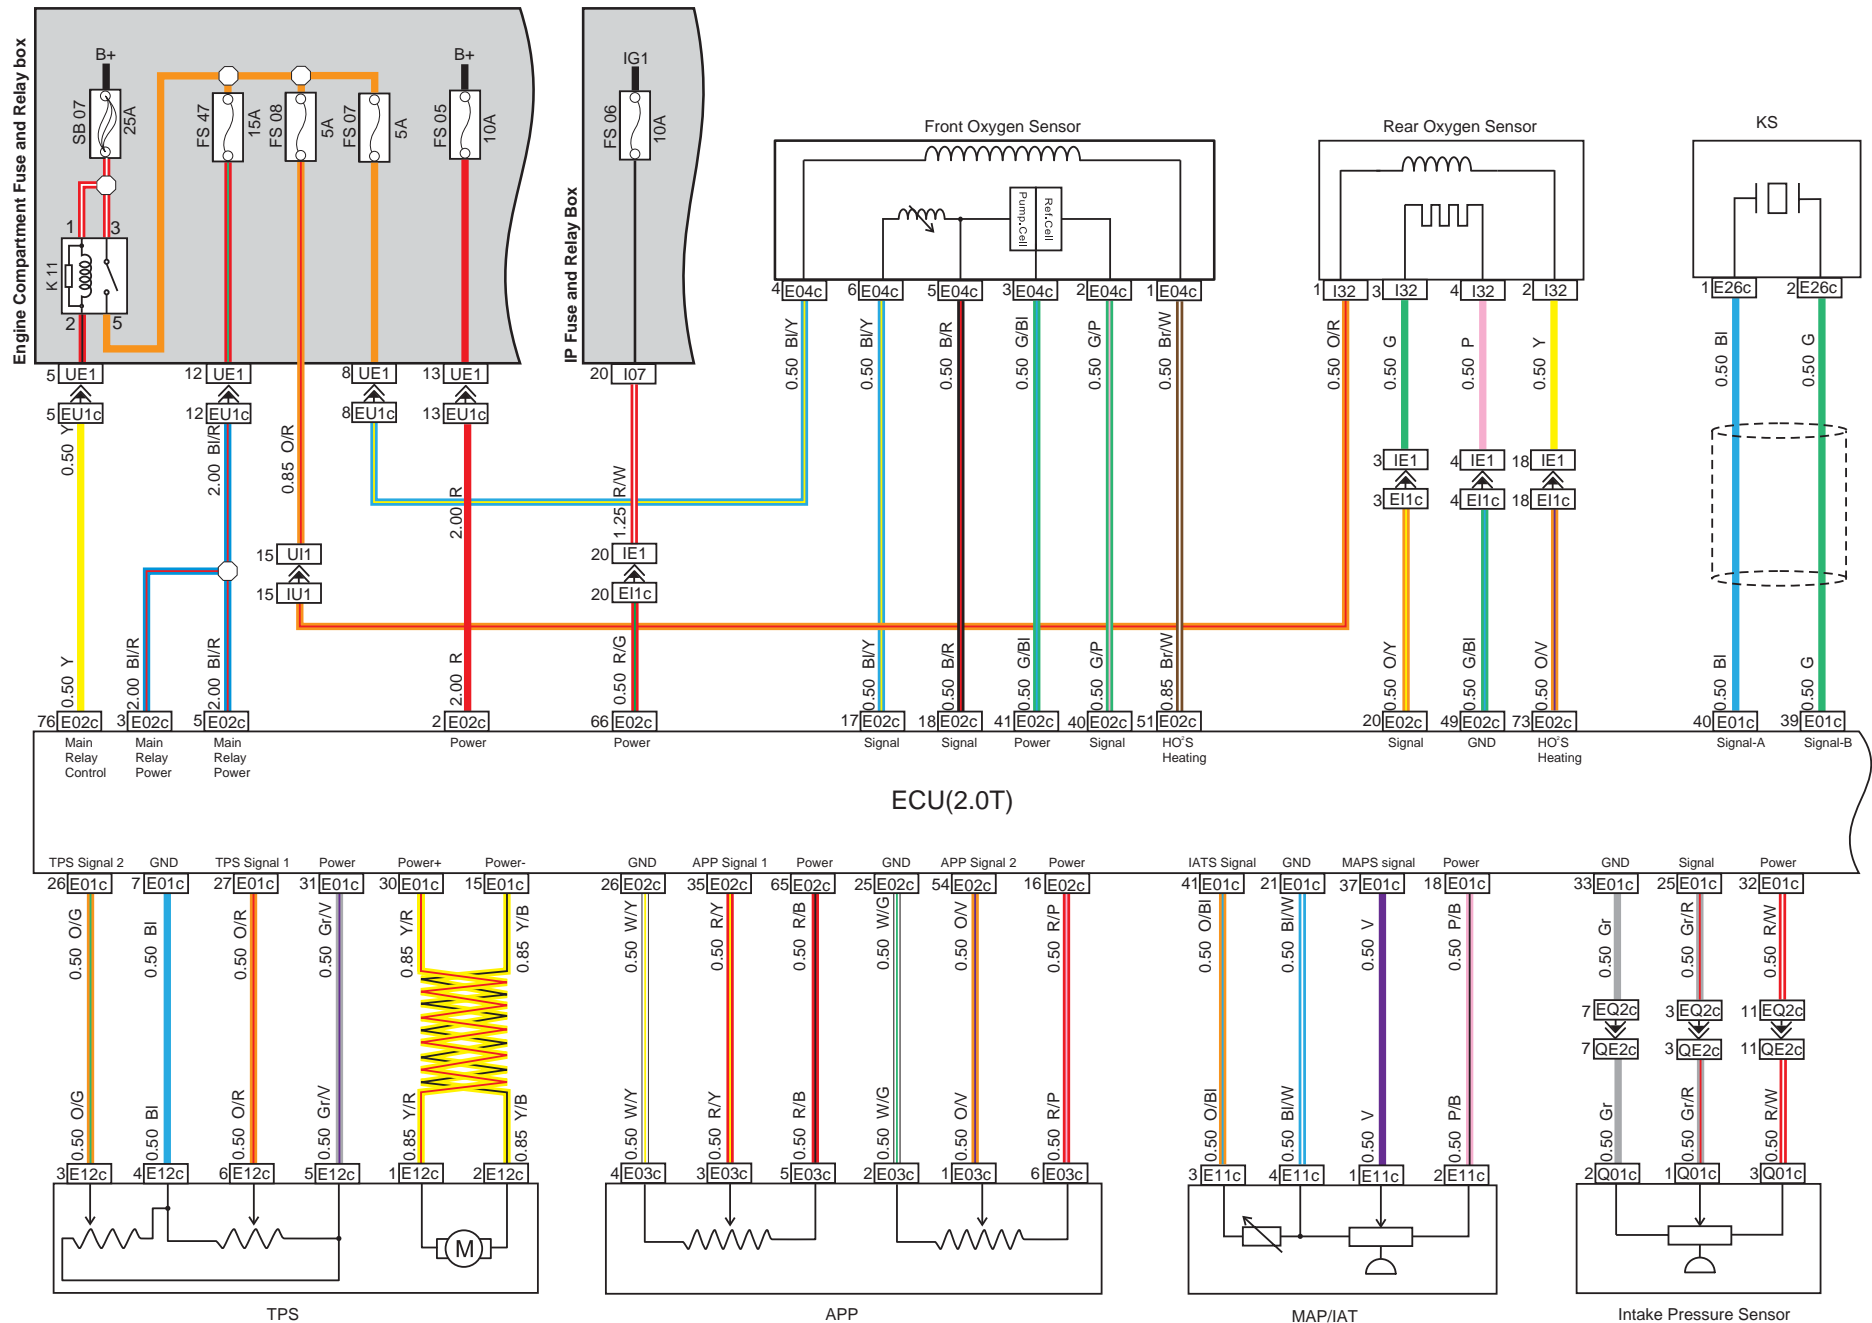 Engine Compartment Fuse and Relay box
B+
SB 07
25A
FS 47
15A
FS 08
5A
FS 07
5A
B+
FS 05
10A
1
3
K 11
2
5
IP Fuse and Relay Box
IG1
FS 06
10A
Front Oxygen Sensor
Pump.Cell
Ref.Cell
Rear Oxygen Sensor
KS
4 E04c
6 E04c
5 E04c
3 E04c
2 E04c
1 E04c
1 I32
3 I32
4 I32
2 I32
1 E26c
2 E26c
5 UE1
12 UE1
8 UE1
13 UE1
20 I07
5 EU1c
12 EU1c
8 EU1c
13 EU1c
0.50 Y
2.00 Bl/R
0.85 O/R
2.00 R
1.25 R/W
0.50 Bl/Y
0.50 Bl/Y
0.50 B/R
0.50 G/Bl
0.50 G/P
0.50 Br/W
0.50 O/R
0.50 G
0.50 P
0.50 Y
0.50 Bl
0.50 G
3 IE1
4 IE1
18 IE1
3 EI1c
4 EI1c
18 EI1c
15 UI1
20 IE1
15 IU1
20 EI1c
0.50 Y
2.00 Bl/R
2.00 Bl/R
2.00 R
0.50 R/G
0.50 Bl/Y
0.50 B/R
0.50 G/Bl
0.50 G/P
0.85 Br/W
0.50 O/Y
0.50 G/Bl
0.50 O/V
0.50 Bl
0.50 G
76 E02c
3 E02c
5 E02c
2 E02c
66 E02c
17 E02c
18 E02c
41 E02c
40 E02c
51 E02c
20 E02c
49 E02c
73 E02c
40 E01c
39 E01c
Main
Relay
Control
Main
Relay
Power
Main
Relay
Power
Power
Power
Signal
Signal
Power
Signal
HO²S
Heating
Signal
GND
HO²S
Heating
Signal-A
Signal-B
ECU(2.0T)
TPS Signal 2
GND
TPS Signal 1
Power
Power+
Power-
GND
APP Signal 1
Power
GND
APP Signal 2
Power
IATS Signal
GND
MAPS signal
Power
GND
Signal
Power
26 E01c
7 E01c
27 E01c
31 E01c
30 E01c
15 E01c
26 E02c
35 E02c
65 E02c
25 E02c
54 E02c
16 E02c
41 E01c
21 E01c
37 E01c
18 E01c
33 E01c
25 E01c
32 E01c
0.50 O/G
0.50 Bl
0.50 O/R
0.50 Gr/V
0.85 Y/R
0.85 Y/B
0.50 W/Y
0.50 R/Y
0.50 R/B
0.50 W/G
0.50 O/V
0.50 R/P
0.50 O/Bl
0.50 Bl/W
0.50 V
0.50 P/B
0.50 Gr
0.50 Gr/R
0.50 R/W
7 EQ2c
3 EQ2c
11 EQ2c
7 QE2c
3 QE2c
11 QE2c
0.50 O/G
0.50 Bl
0.50 O/R
0.50 Gr/V
0.85 Y/R
0.85 Y/B
0.50 W/Y
0.50 R/Y
0.50 R/B
0.50 W/G
0.50 O/V
0.50 R/P
0.50 O/Bl
0.50 Bl/W
0.50 V
0.50 P/B
0.50 Gr
0.50 Gr/R
0.50 R/W
3 E12c
4 E12c
6 E12c
5 E12c
1 E12c
2 E12c
4 E03c
3 E03c
5 E03c
2 E03c
1 E03c
6 E03c
3 E11c
4 E11c
1 E11c
2 E11c
2 Q01c
1 Q01c
3 Q01c
M
TPS
APP
MAP/IAT
Intake Pressure Sensor